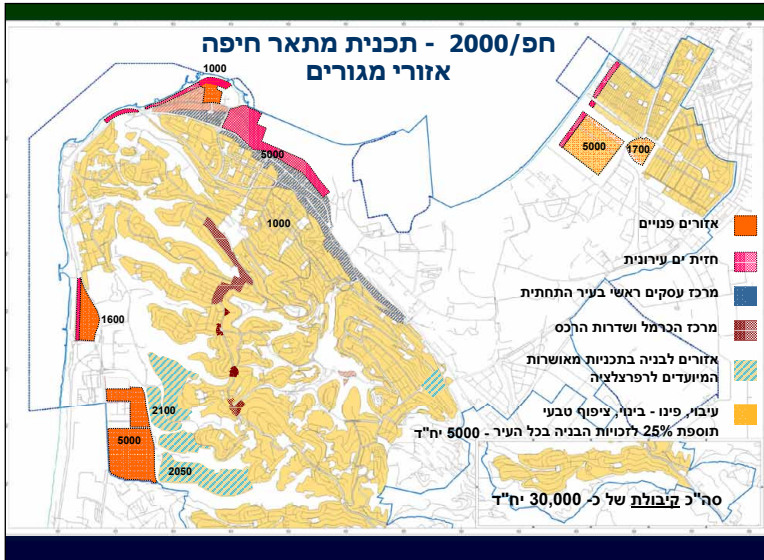 חפ/2000 - תכנית מתאר חיפה
אזורי מגורים
1000
5000
5000
1700
1000
1600
2100
5000
2050
אזורים פנויים
חזית ים עירונית
מרכז עסקים ראשי בעיר התחתית
מרכז הכרמל ושדרות הרכס
אזורים לבניה בתכניות מאושרות
המיועדים לרפרצלציה
עיבוי, פינו - בינוי, ציפוף טבעי
תוספת 25% לזכויות הבניה בכל העיר - 5000 יח"ד
סה"כ קיבולת של כ- 30,000 יח"ד